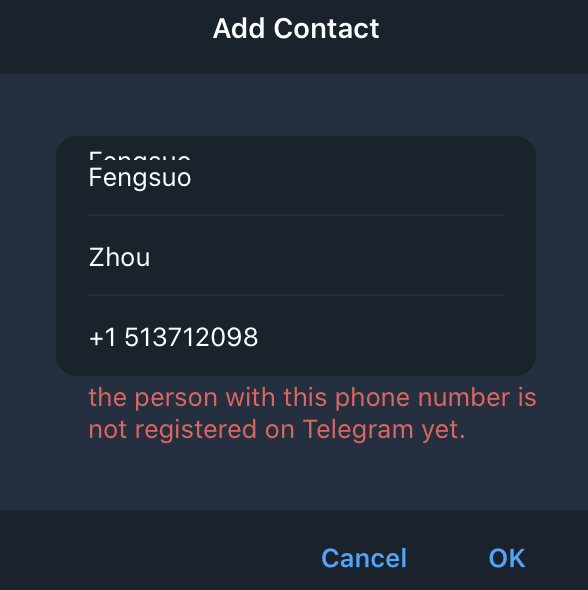 Add Contact
Fengsuo
Fengsuo
Zhou
+1 513712098
the person with this phone number is
not registered on Telegram yet.
Cancel
OK